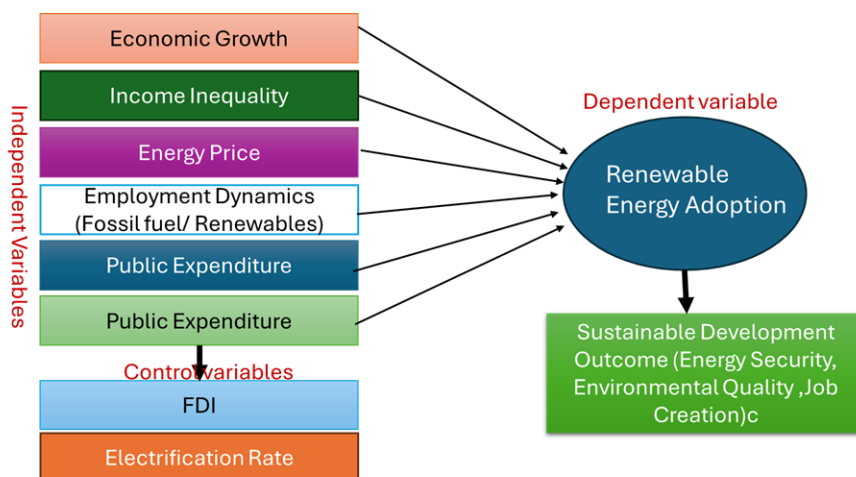 Economic Growth
Income Inequality
Energy Price
Employment Dynamics
(Fossil fuel/ Renewables)
Public Expenditure
Public Expenditure
Independent Variables
Control variables
FDI
Electrification Rate
Dependent variable
Renewable
Energy Adoption
Sustainable Development
Outcome (Energy Security,
Environmental Quality ,Job
Creation)c